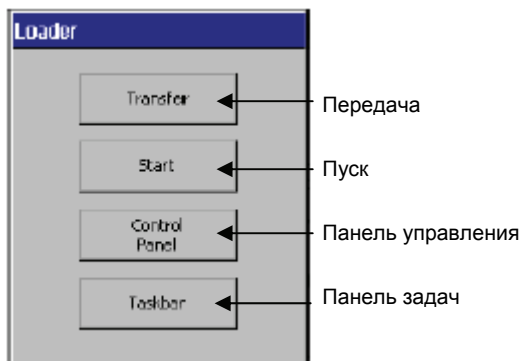 Loader
Transfer
Передача
Start
Пуск
Control
Panel
Панель управления
Taskbar
Панель задач